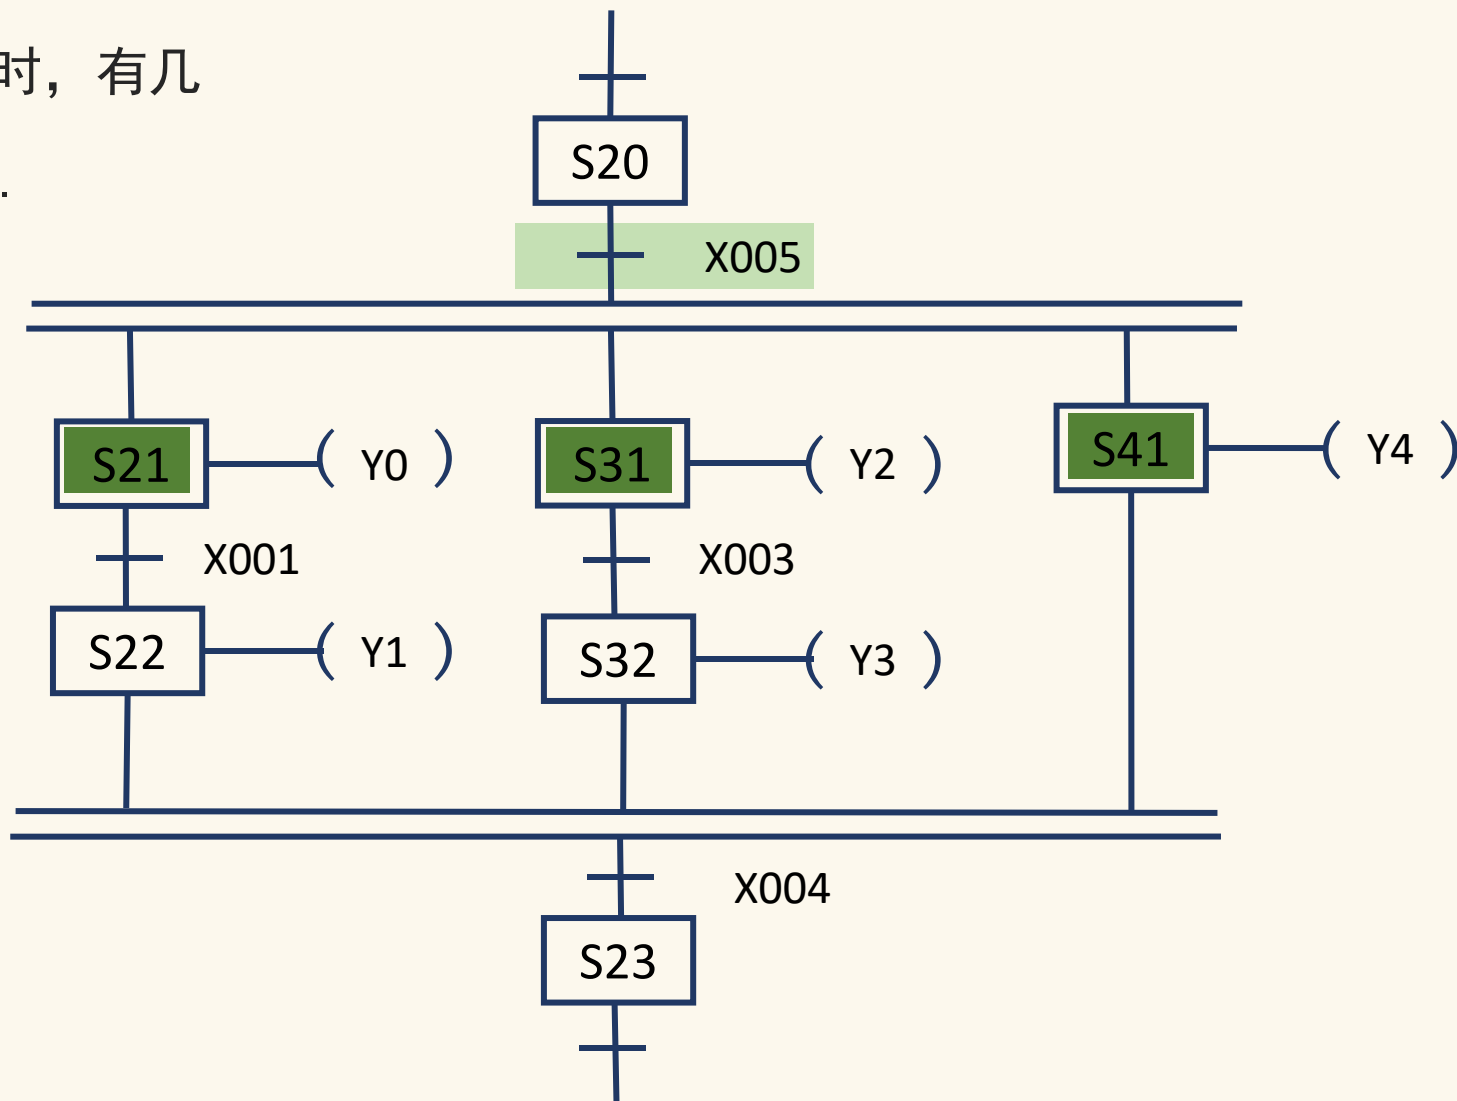 时，有几
S20
.
X005
S21 ( Y0 ) S31 ( Y2 ) S41 ( Y4 )
X001 X003
S22 ( Y1 ) S32 ( Y3 )
X004
S23